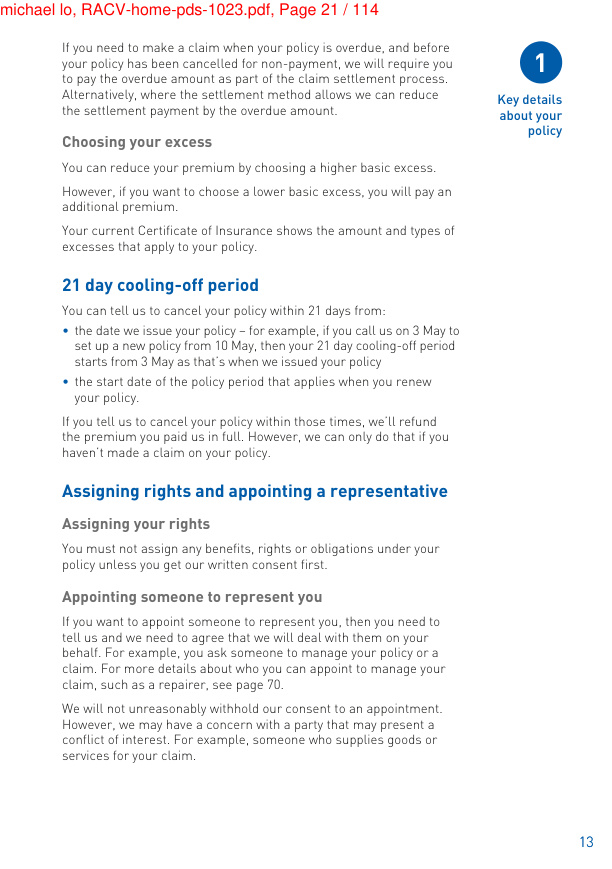 michael lo, RACV-home-pds-1023.pdf, Page 21 / 114
If you need to make a claim when your policy is overdue, and before
your policy has been cancelled for non-payment, we will require you
to pay the overdue amount as part of the claim settlement process.
Alternatively, where the settlement method allows we can reduce
the settlement payment by the overdue amount.
1
Key details
about your
policy
Choosing your excess
You can reduce your premium by choosing a higher basic excess.
However, if you want to choose a lower basic excess, you will pay an
additional premium.
Your current Certificate of Insurance shows the amount and types of
excesses that apply to your policy.
21 day cooling-off period
You can tell us to cancel your policy within 21 days from:
• the date we issue your policy – for example, if you call us on 3 May to
set up a new policy from 10 May, then your 21 day cooling-off period
starts from 3 May as that's when we issued your policy
• the start date of the policy period that applies when you renew
your policy.
If you tell us to cancel your policy within those times, we'll refund
the premium you paid us in full. However, we can only do that if you
haven't made a claim on your policy.
Assigning rights and appointing a representative
Assigning your rights
You must not assign any benefits, rights or obligations under your
policy unless you get our written consent first.
Appointing someone to represent you
If you want to appoint someone to represent you, then you need to
tell us and we need to agree that we will deal with them on your
behalf. For example, you ask someone to manage your policy or a
claim. For more details about who you can appoint to manage your
claim, such as a repairer, see page 70.
We will not unreasonably withhold our consent to an appointment.
However, we may have a concern with a party that may present a
conflict of interest. For example, someone who supplies goods or
services for your claim.
13